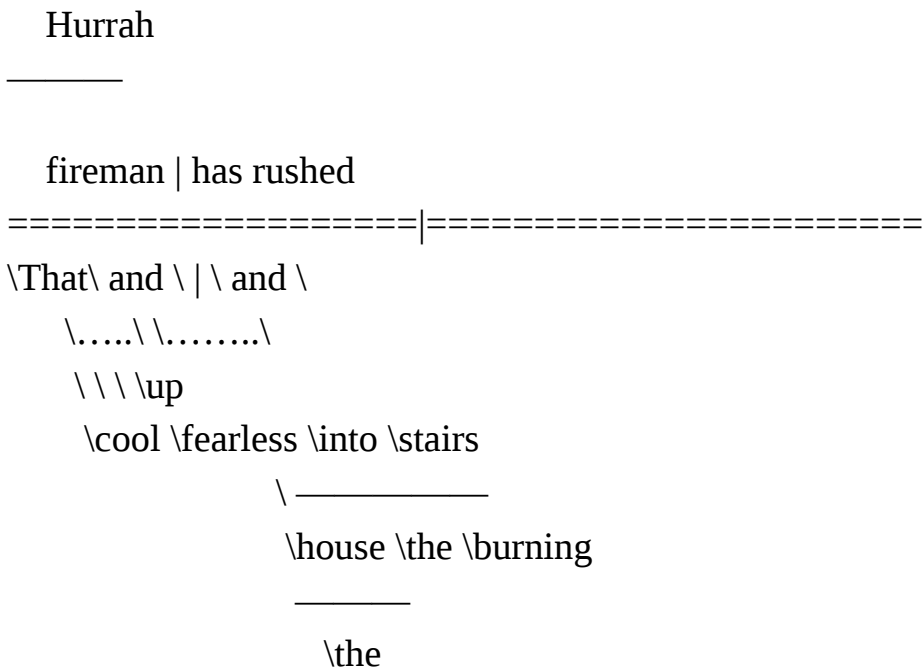 Hurrah
———
fireman | has rushed
===================|=======================
\That\ and \ | \ and \
\…..\ \……..\
\ \ \ \up
\cool \fearless \into \stairs
\ —————
\house \the \burning
———
\the